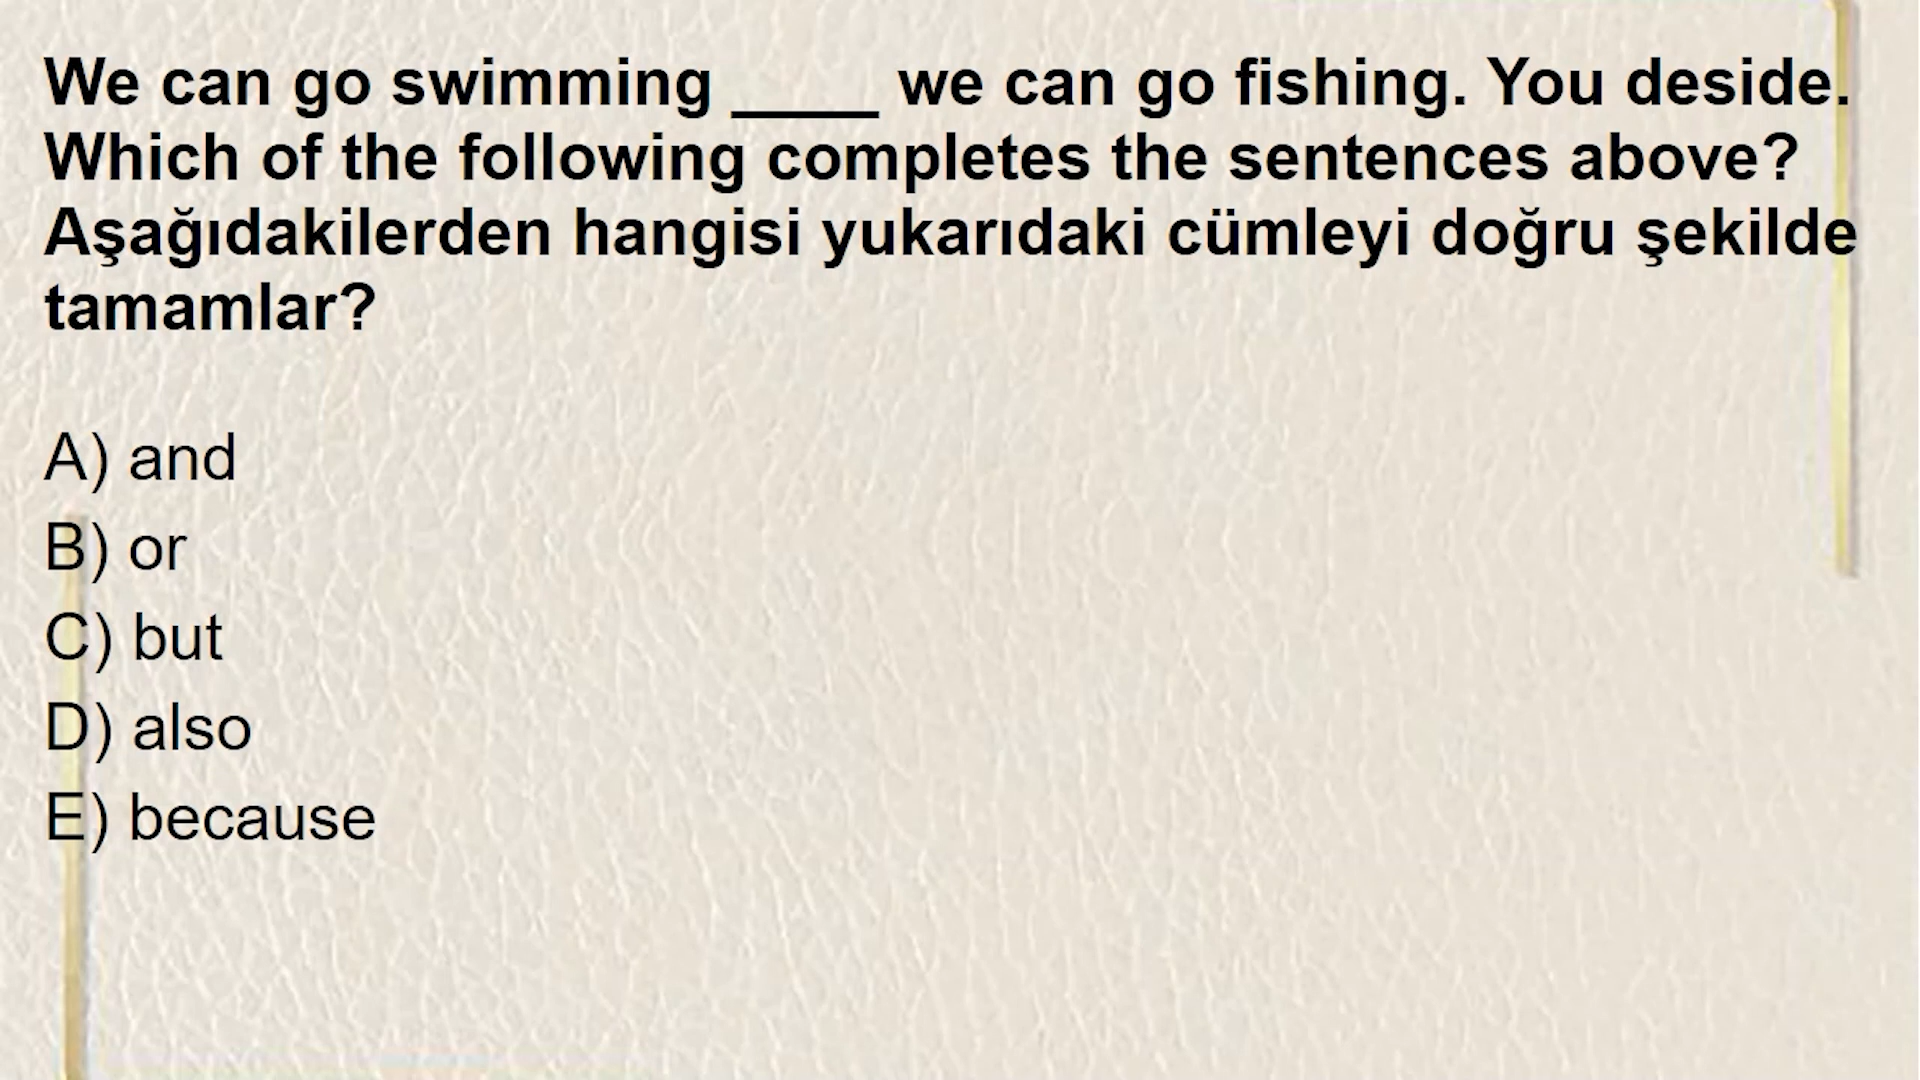 We can go swimming ____ we can go fishing. You deside.
Which of the following completes the sentences above?
Aşağıdakilerden hangisi yukarıdaki cümleyi doğru şekilde
tamamlar?
A) and
B) or
C) but
D) also
E) because